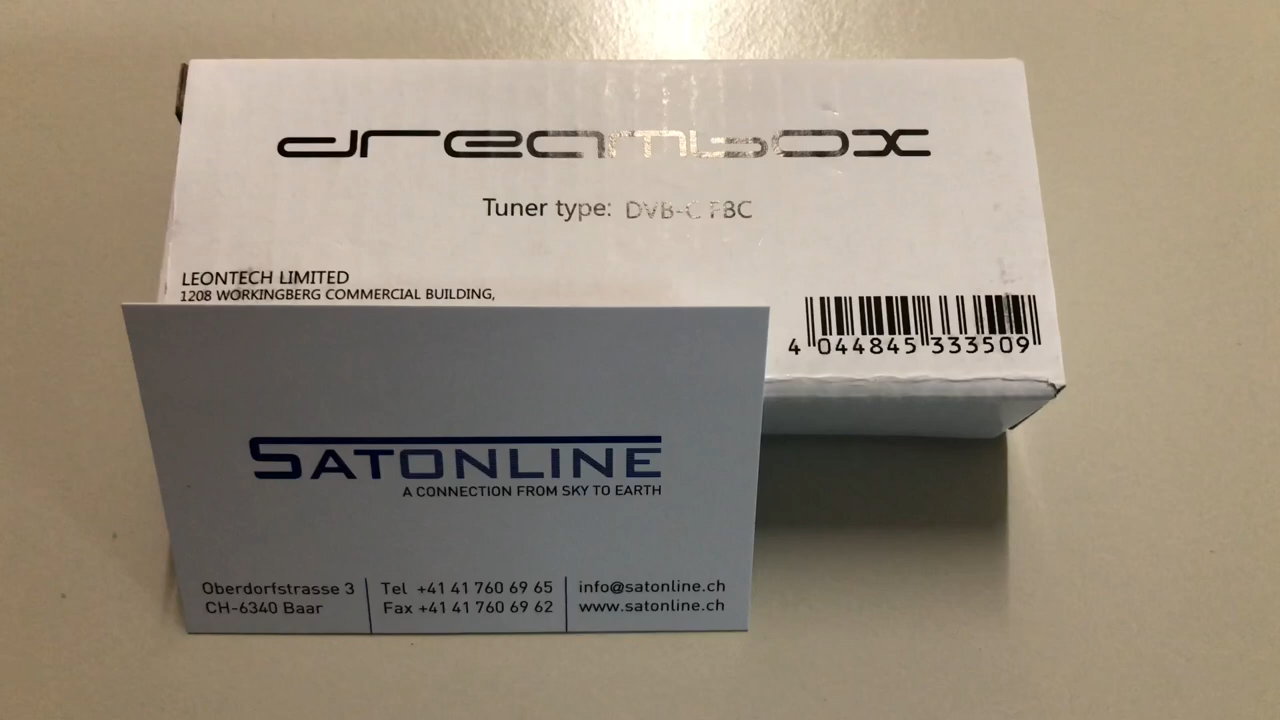 dreambox
Tuner type: DVB-C FBC
LEONTECH LIMITED
1208 WORKINGBERG COMMERCIAL BUILDING,
4 044845 333509
SATONLINE
A CONNECTION FROM SKY TO EARTH
Oberdorfstrasse 3
CH-6340 Baar
Tel +41 41 760 69 65
Fax +41 41 760 69 62
info@satonline.ch
www.satonline.ch